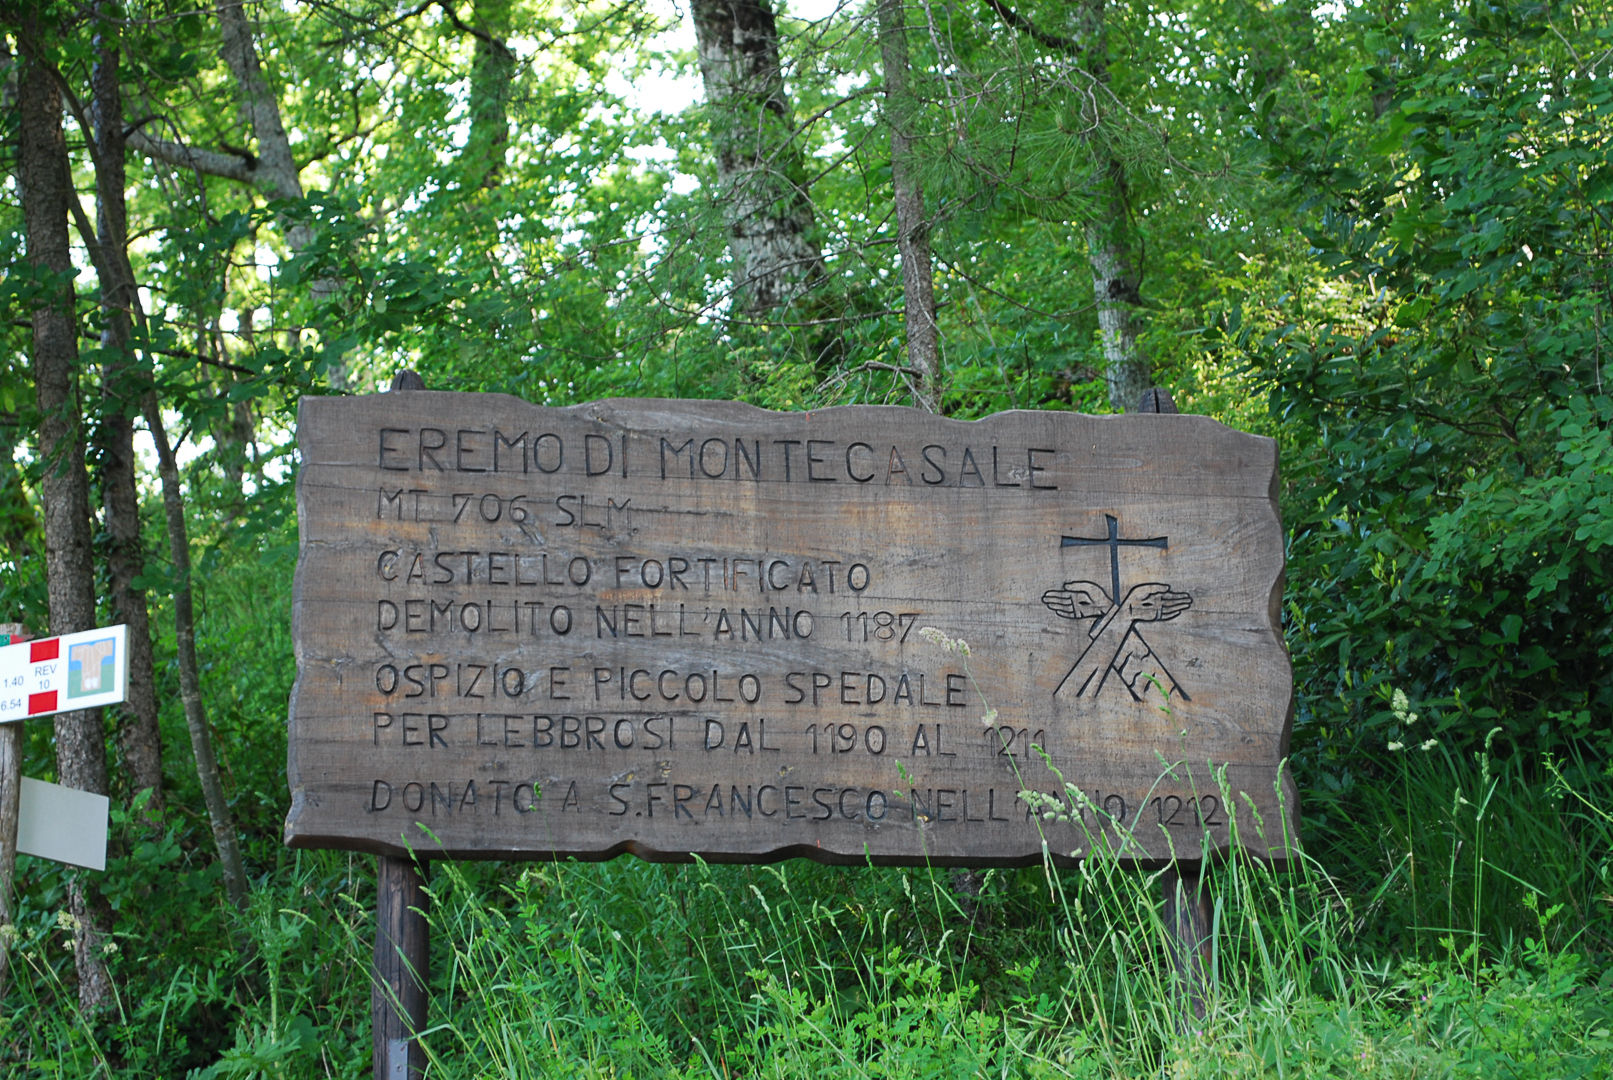 EREMO DI MONTECASALE
MT. 706 SLM.
CASTELLO FORTIFICATO
DEMOLITO NELL'ANNO 1187
OSPIZIO E PICCOLO SPEDALE
PER LEBBROSI DAL 1190 AL 1211
DONATO A S.FRANCESCO NELL'ANNO 1212
1.40
6.54
REV
10